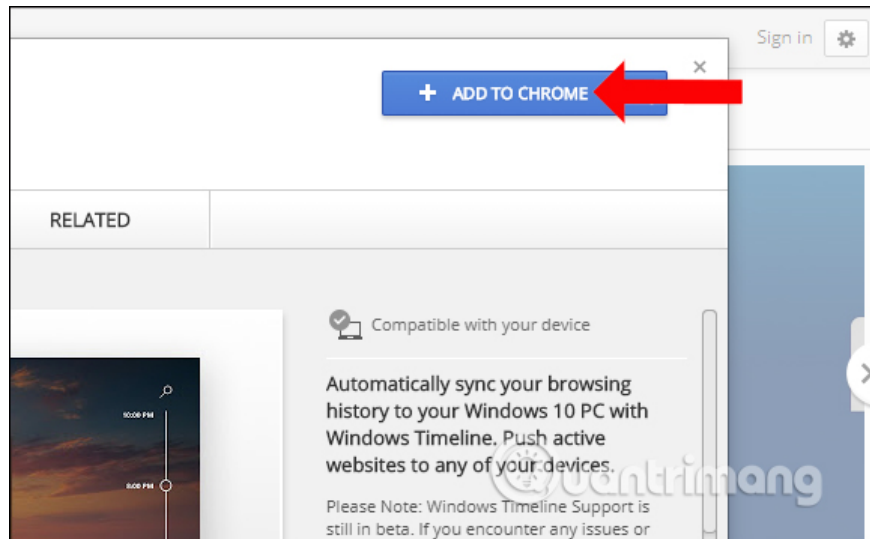 Sign in
+ ADD TO CHROME
RELATED
Compatible with your device
Automatically sync your browsing
history to your Windows 10 PC with
Windows Timeline. Push active
websites to any of your devices.
Please Note: Windows Timeline Support is
still in beta. If you encounter any issues or
10:00 PM
8:00 PM
Quantrimang